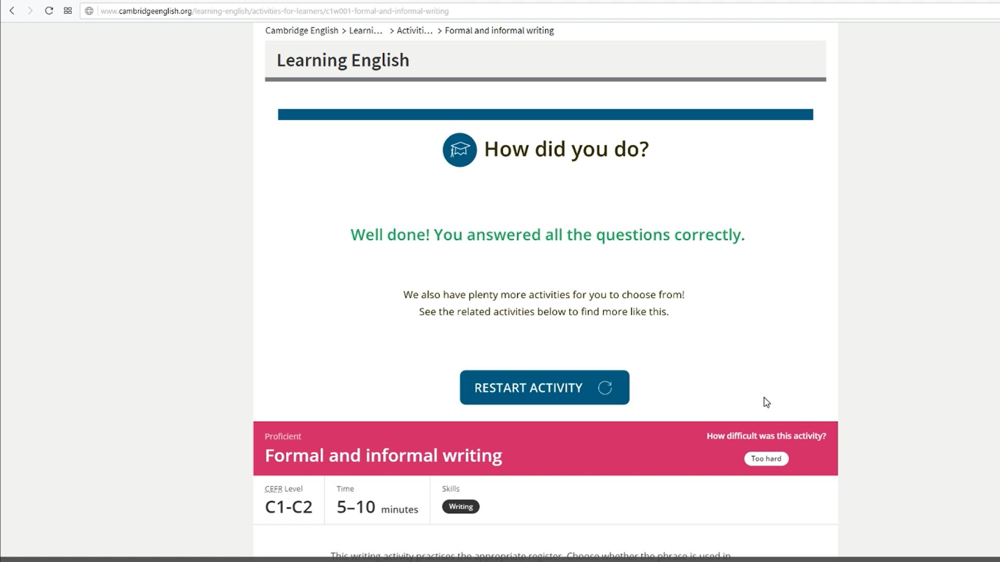 www.cambridgeenglish.org/learning-english/activities-for-learners/c1w001-formal-and-informal-writing
Cambridge English > Learni... > Activiti... > Formal and informal writing
Learning English
How did you do?
Well done! You answered all the questions correctly.
We also have plenty more activities for you to choose from!
See the related activities below to find more like this.
RESTART ACTIVITY
Proficient
How difficult was this activity?
Formal and informal writing
Too hard
CEFR Level
Time
Skills
C1-C2
5–10 minutes
Writing
This writing activity practises the appropriate register. Choose whether the phrase is used in